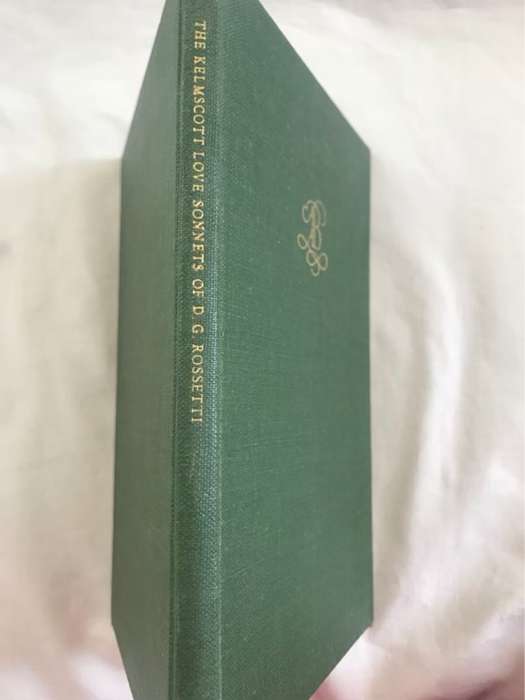 THE KELMSCOTT LOVE SONNETS OF D. G. ROSSETTI